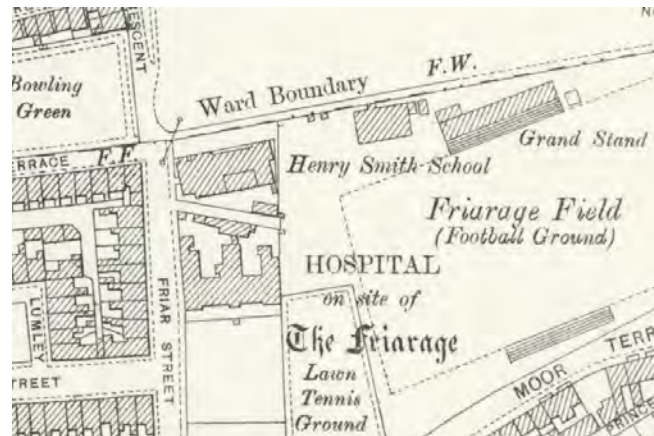 ESCENT
Bowling
Green
Ward Boundary
F.W.
TERRACE
F.F.
Henry Smith School
Grand Stand
Friarage Field
(Football Ground)
HOSPITAL
on site of
The Friarage
Lawn
Tennis
Ground
FRIAR STREET
LUMLEY
TREET
MOOR TERR
PRINCE